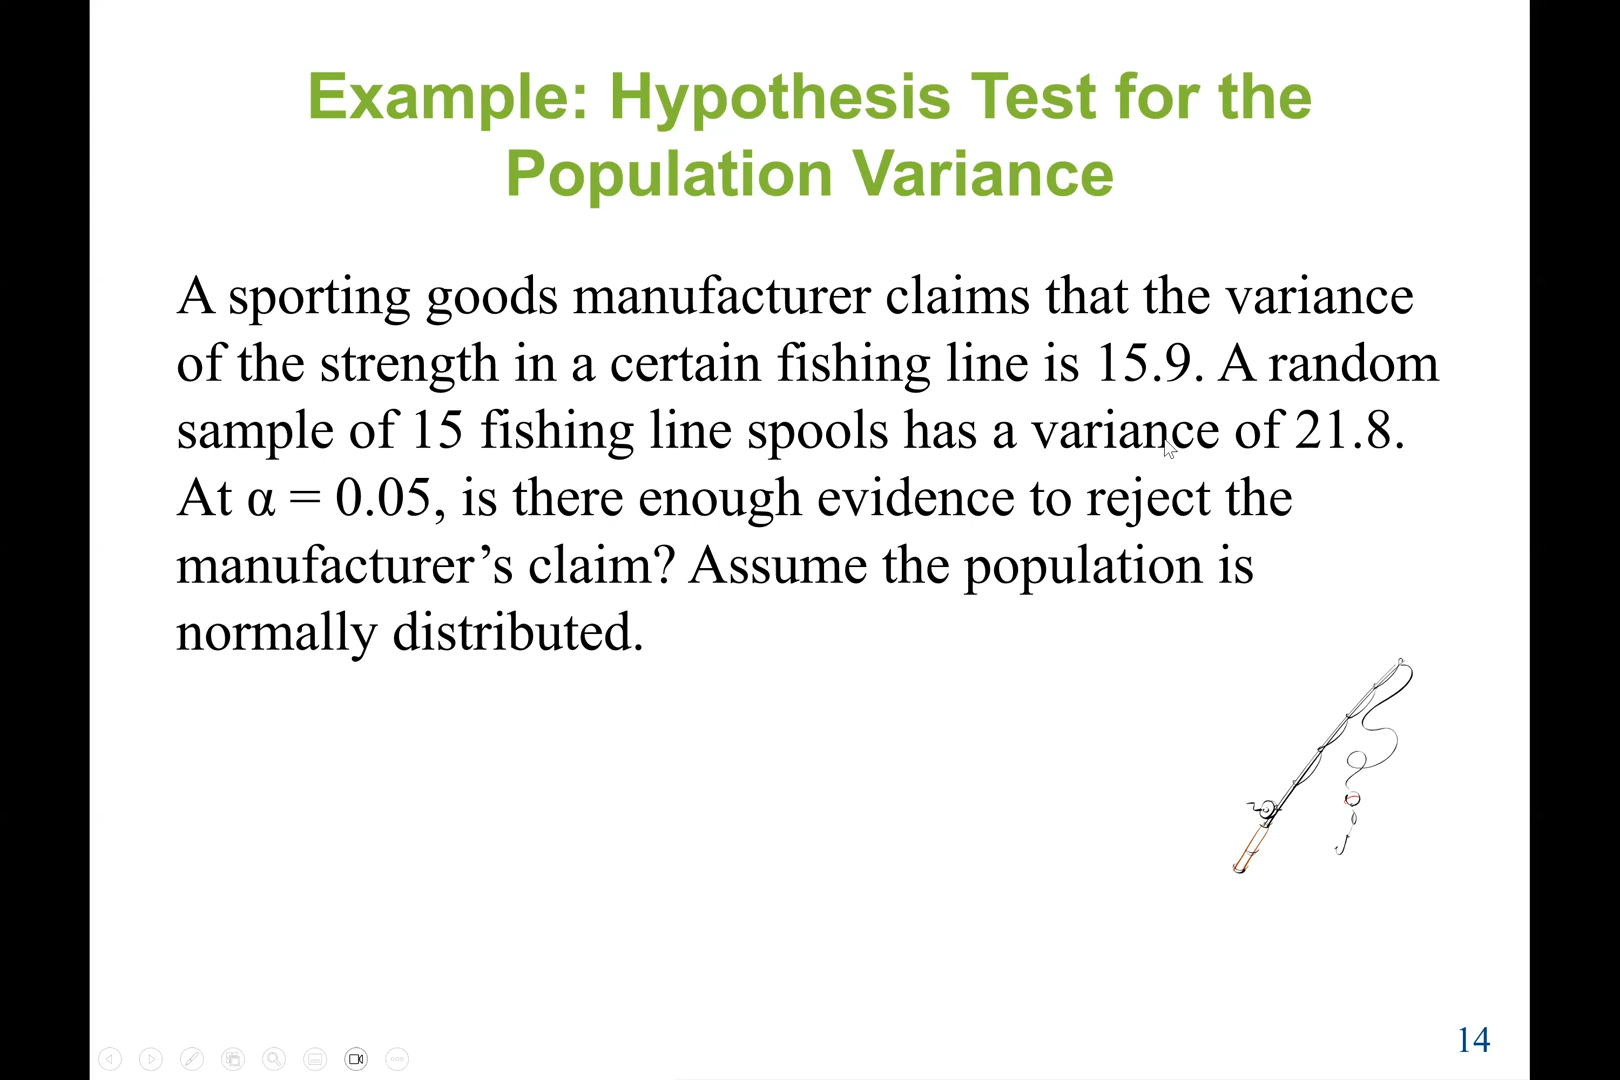 Example: Hypothesis Test for the
Population Variance
A sporting goods manufacturer claims that the variance
of the strength in a certain fishing line is 15.9. A random
sample of 15 fishing line spools has a variance of 21.8.
At α = 0.05, is there enough evidence to reject the
manufacturer’s claim? Assume the population is
normally distributed.
14